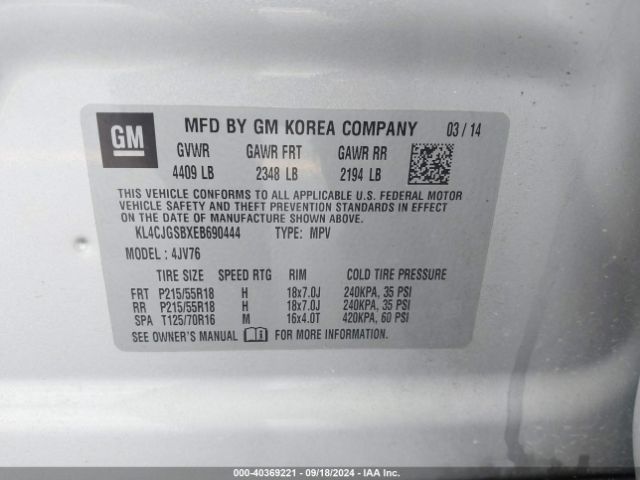 GM
MFD BY GM KOREA COMPANY 03/14
GVWR GAWR FRT GAWR RR
4409 LB 2348 LB 2194 LB
THIS VEHICLE CONFORMS TO ALL APPLICABLE U.S. FEDERAL MOTOR
VEHICLE SAFETY AND THEFT PREVENTION STANDARDS IN EFFECT
ON THE DATE OF MANUFACTURE SHOWN ABOVE.
KL4CJGSBXEB690444 TYPE: MPV
MODEL: 4JV76
TIRE SIZE SPEED RTG RIM COLD TIRE PRESSURE
FRT P215/55R18 H 18x7.0J 240KPA, 35 PSI
RR P215/55R18 H 18x7.0J 240KPA, 35 PSI
SPA T125/70R16 M 16x4.0T 420KPA, 60 PSI
SEE OWNER'S MANUAL FOR MORE INFORMATION.
000-40369221 - 09/18/2024 - IAA Inc.